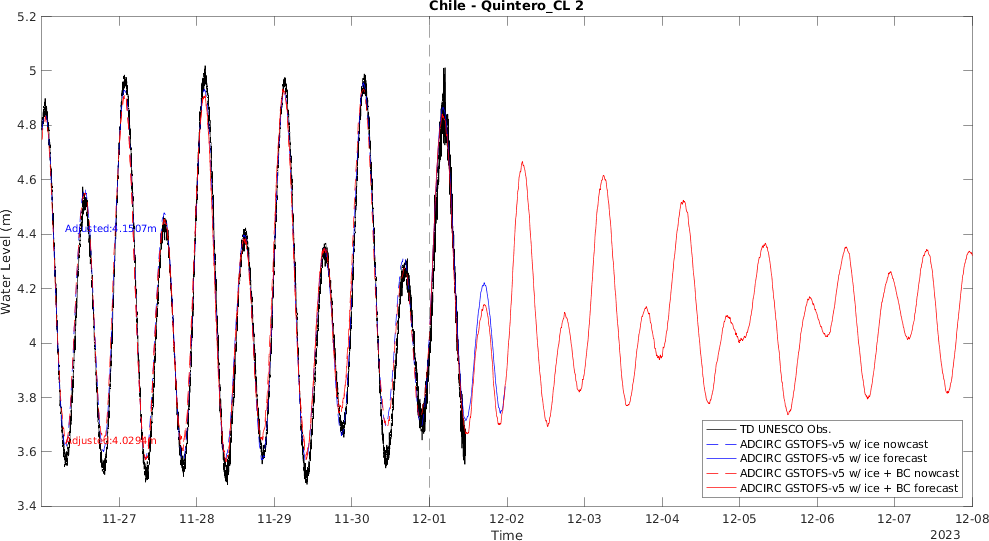 Chile - Quintero_CL 2
Water Level (m)
5.2
5
4.8
4.6
4.4
4.2
4
3.8
3.6
3.4
Adjusted:4.1507m
Adjusted:4.0294m
TD UNESCO Obs.
ADCIRC GSTOFS-v5 w/ ice nowcast
ADCIRC GSTOFS-v5 w/ ice forecast
ADCIRC GSTOFS-v5 w/ ice + BC nowcast
ADCIRC GSTOFS-v5 w/ ice + BC forecast
11-27 11-28 11-29 11-30 12-01 12-02 12-03 12-04 12-05 12-06 12-07 12-08
Time
2023